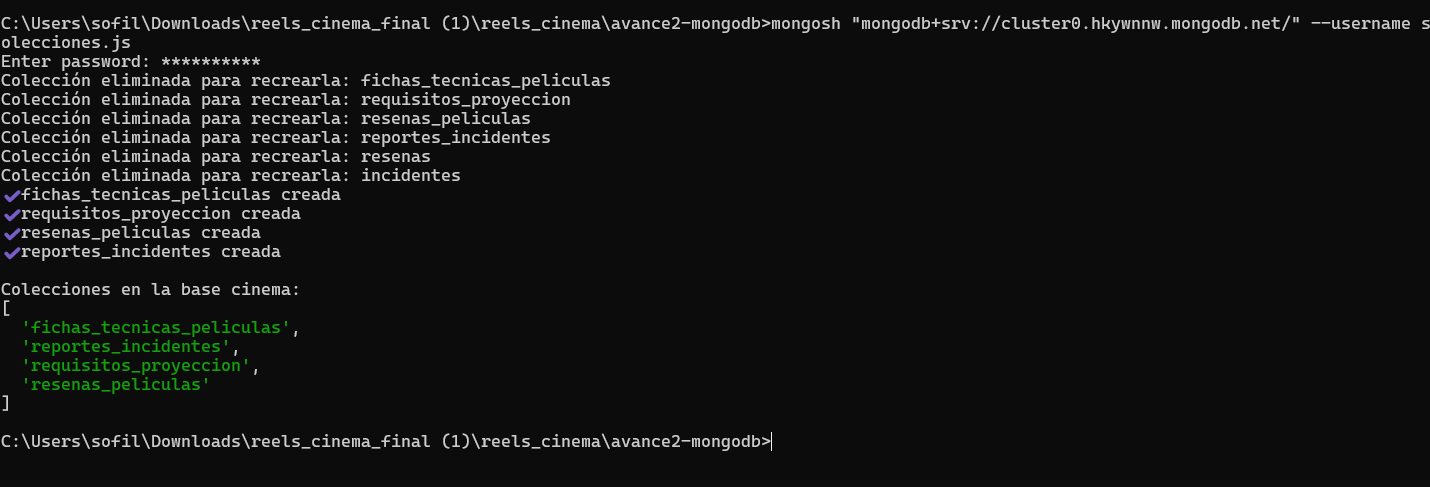 C:\Users\sofil\Downloads\reels_cinema_final (1)\reels_cinema\avance2-mongodb>mongosh "mongodb+srv://cluster0.hkywnnw.mongodb.net/" --username s
olecciones.js
Enter password: **********
Colección eliminada para recrearla: fichas_tecnicas_peliculas
Colección eliminada para recrearla: requisitos_proyeccion
Colección eliminada para recrearla: resenas_peliculas
Colección eliminada para recrearla: reportes_incidentes
Colección eliminada para recrearla: resenas
Colección eliminada para recrearla: incidentes
✔fichas_tecnicas_peliculas creada
✔requisitos_proyeccion creada
✔resenas_peliculas creada
✔reportes_incidentes creada
Colecciones en la base cinema:
[
'fichas_tecnicas_peliculas',
'reportes_incidentes',
'requisitos_proyeccion',
'resenas_peliculas'
]
C:\Users\sofil\Downloads\reels_cinema_final (1)\reels_cinema\avance2-mongodb>